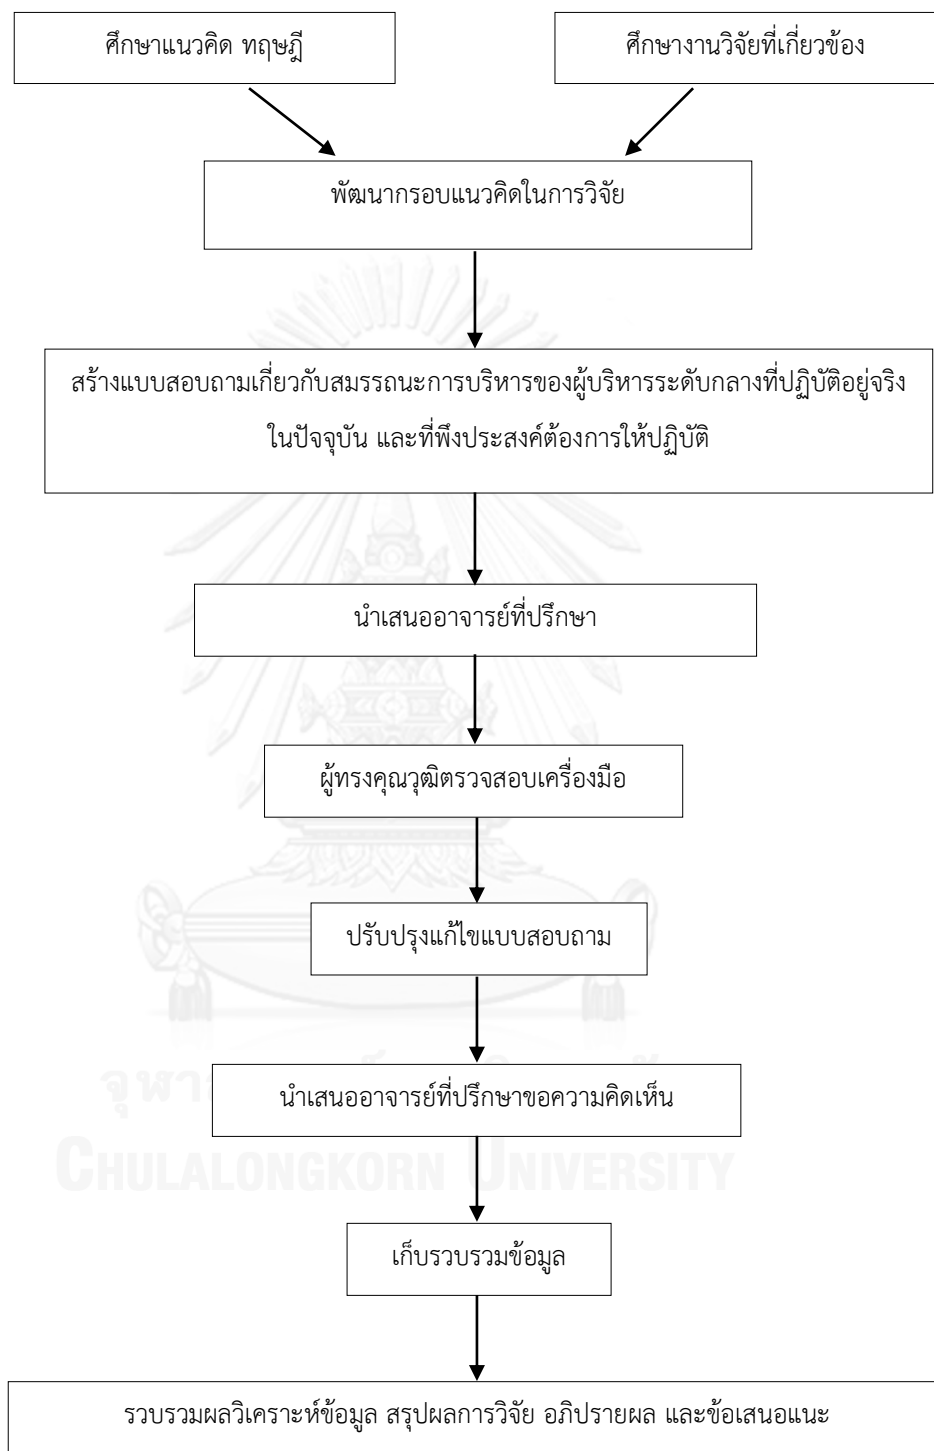 ศึกษาแนวคิด ทฤษฎี
ศึกษางานวิจัยที่เกี่ยวข้อง
พัฒนากรอบแนวคิดในการวิจัย
สร้างแบบสอบถามเกี่ยวกับสมรรถนะการบริหารของผู้บริหารระดับกลางที่ปฏิบัติอยู่จริง
ในปัจจุบัน และที่พึงประสงค์ต้องการให้ปฏิบัติ
นำเสนออาจารย์ที่ปรึกษา
ผู้ทรงคุณวุฒิตรวจสอบเครื่องมือ
ปรับปรุงแก้ไขแบบสอบถาม
นำเสนออาจารย์ที่ปรึกษาขอความคิดเห็น
CHULALONGKORN UNIVERSITY
เก็บรวบรวมข้อมูล
รวบรวมผลวิเคราะห์ข้อมูล สรุปผลการวิจัย อภิปรายผล และข้อเสนอแนะ